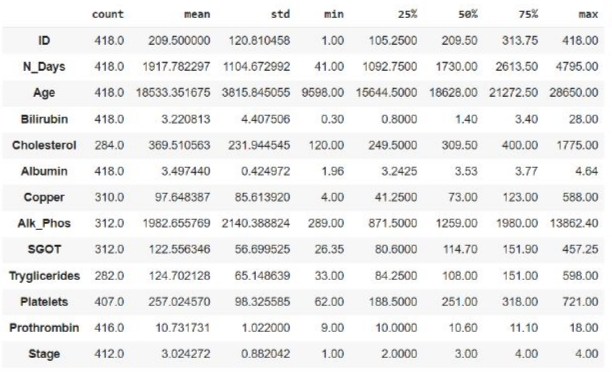 count mean std min 25% 50% 75% max
ID 418.0 209.500000 120.810458 1.00 105.2500 209.50 313.75 418.00
N_Days 418.0 1917.782297 1104.672992 41.00 1092.7500 1730.00 2613.50 4795.00
Age 418.0 18533.351675 3815.845055 9598.00 15644.5000 18628.00 21272.50 28650.00
Bilirubin 418.0 3.220813 4.407506 0.30 0.8000 1.40 3.40 28.00
Cholesterol 284.0 369.510563 231.944545 120.00 249.5000 309.50 400.00 1775.00
Albumin 418.0 3.497440 0.424972 1.96 3.2425 3.53 3.77 4.64
Copper 310.0 97.648387 85.613920 4.00 41.2500 73.00 123.00 588.00
Alk_Phos 312.0 1982.655769 2140.388824 289.00 871.5000 1259.00 1980.00 13862.40
SGOT 312.0 122.556346 56.699525 26.35 80.6000 114.70 151.90 457.25
Tryglicerides 282.0 124.702128 65.148639 33.00 84.2500 108.00 151.00 598.00
Platelets 407.0 257.024570 98.325585 62.00 188.5000 251.00 318.00 721.00
Prothrombin 416.0 10.731731 1.022000 9.00 10.0000 10.60 11.10 18.00
Stage 412.0 3.024272 0.882042 1.00 2.0000 3.00 4.00 4.00